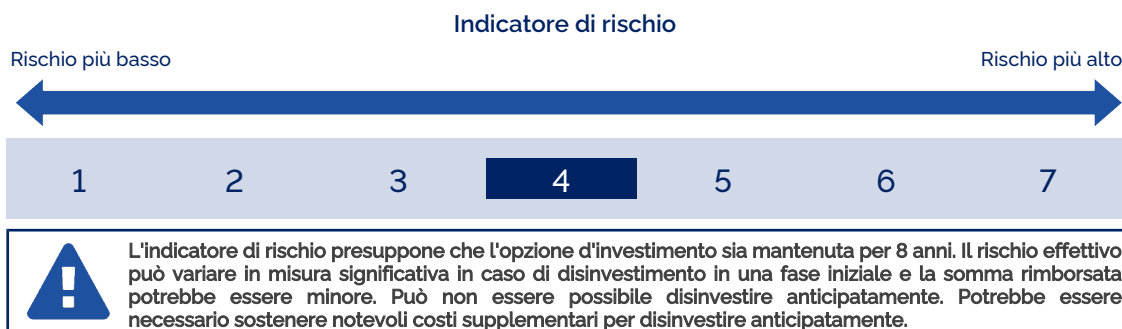 Indicatore di rischio
Rischio più basso Rischio più alto
1 2 3 4 5 6 7
L'indicatore di rischio presuppone che l'opzione d'investimento sia mantenuta per 8 anni. Il rischio effettivo
può variare in misura significativa in caso di disinvestimento in una fase iniziale e la somma rimborsata
potrebbe essere minore. Può non essere possibile disinvestire anticipatamente. Potrebbe essere
necessario sostenere notevoli costi supplementari per disinvestire anticipatamente.